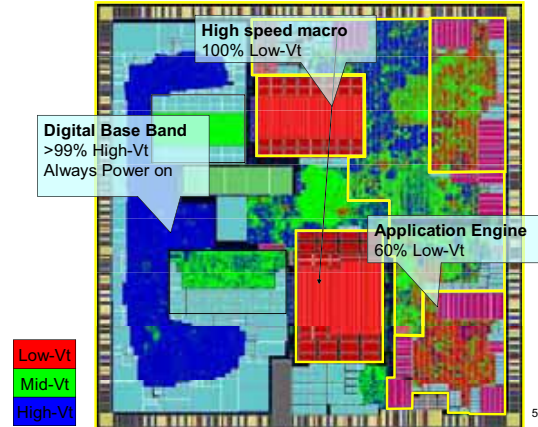 High speed macro
100% Low-Vt
Digital Base Band
>99% High-Vt
Always Power on
Application Engine
60% Low-Vt
Low-Vt
Mid-Vt
High-Vt
5